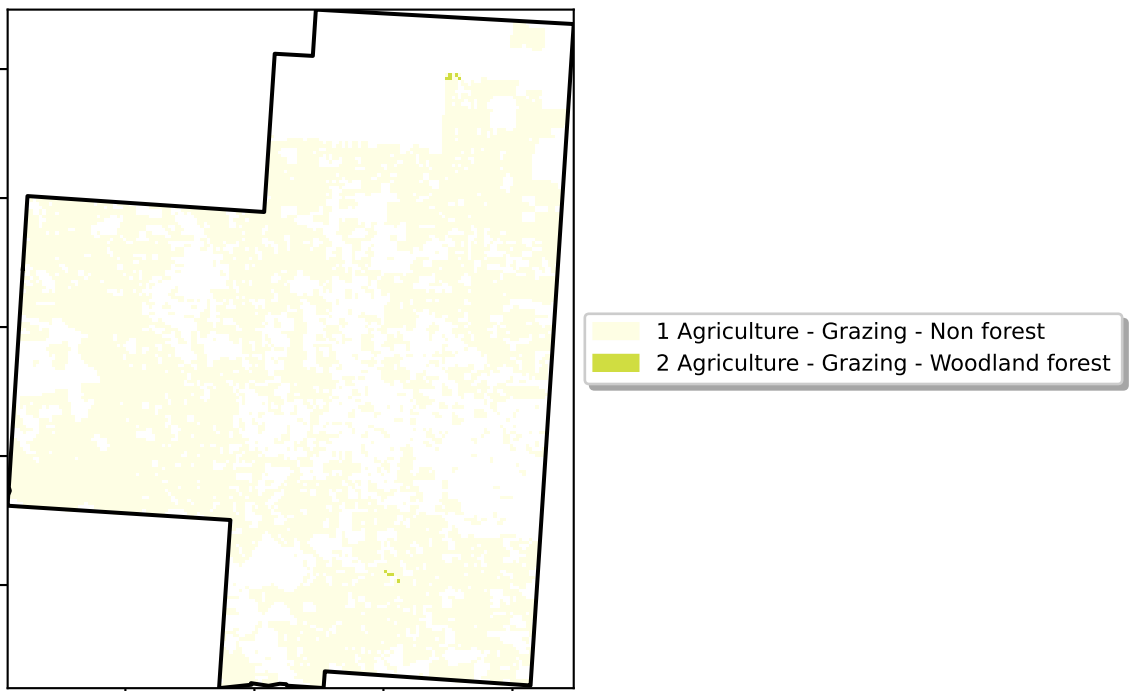 1 Agriculture - Grazing - Non forest
2 Agriculture - Grazing - Woodland forest